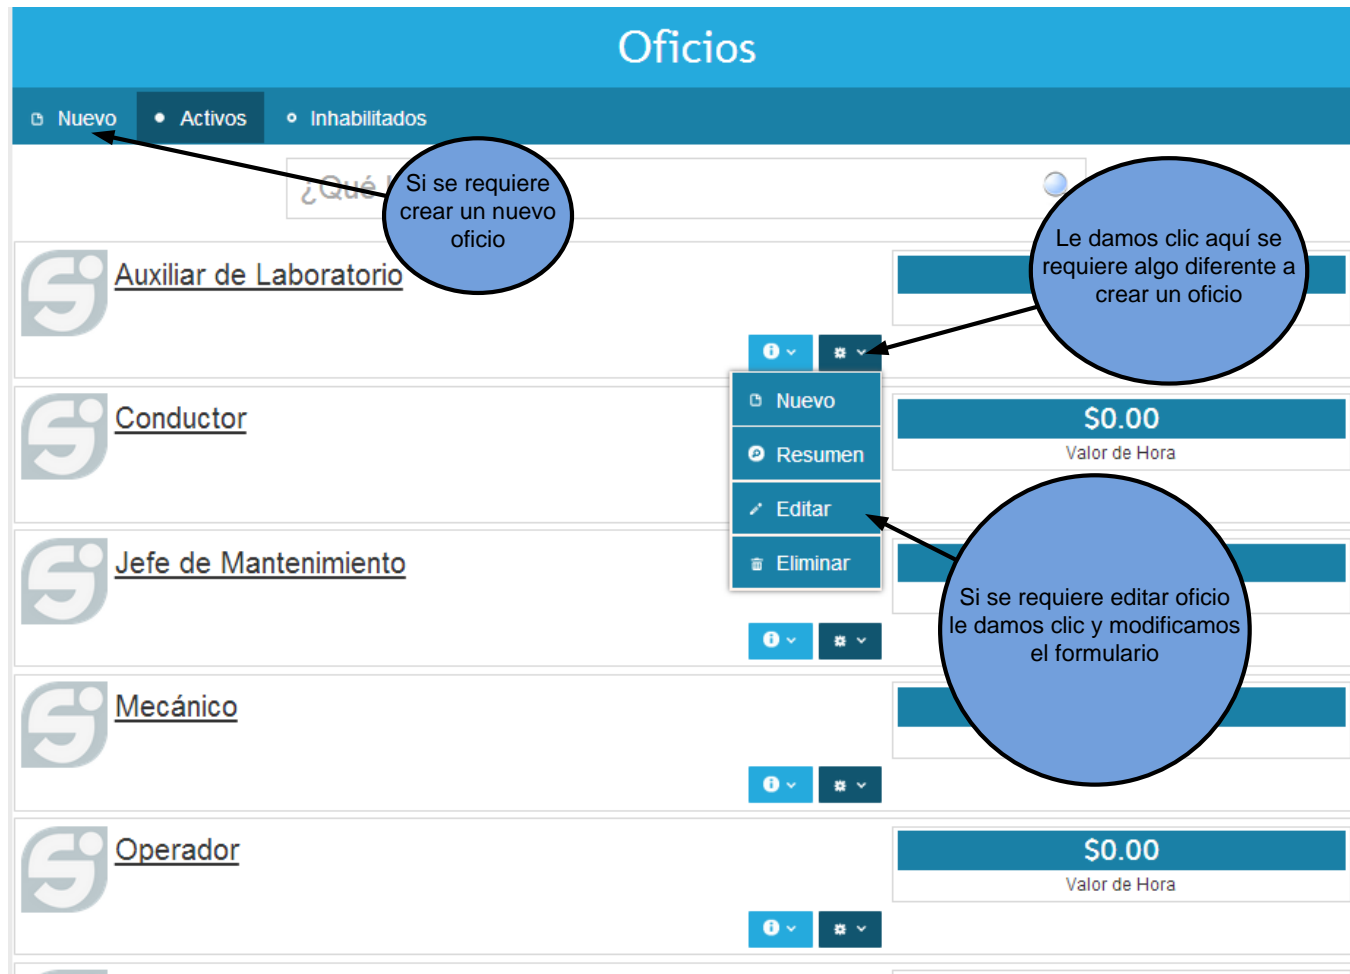 Oficios
Nuevo
Activos
Inhabilitados
¿Qué
Si se requiere
crear un nuevo
oficio
Le damos clic aquí se
requiere algo diferente a
crear un oficio
Auxiliar de Laboratorio
Nuevo
Resumen
Editar
Eliminar
Conductor
$0.00
Valor de Hora
Jefe de Mantenimiento
Si se requiere editar oficio
le damos clic y modificamos
el formulario
Mecánico
Operador
$0.00
Valor de Hora